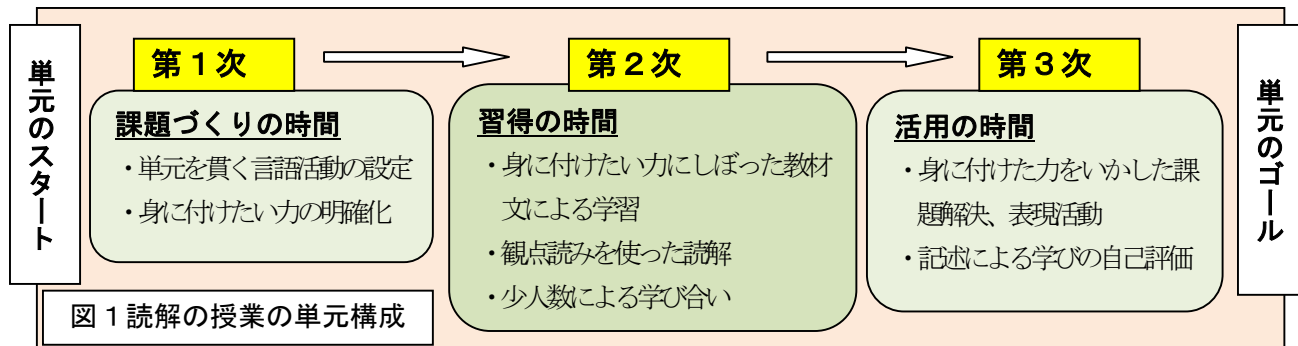 単元のスタート
第１次
課題づくりの時間
・単元を貫く言語活動の設定
・身に付けたい力の明確化
第２次
習得の時間
・身に付けたい力にしぼった教材
文による学習
・観点読みを使った読解
・少人数による学び合い
第３次
活用の時間
・身に付けた力をいかした課
題解決、表現活動
・記述による学びの自己評価
単元のゴール
図１読解の授業の単元構成